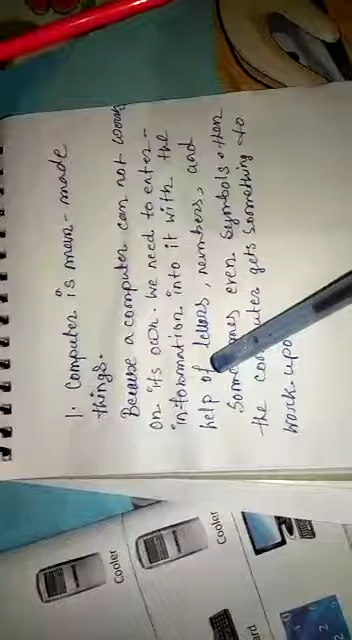 1. Computer is man-made
things.
Because a computer can not work
on its own. we need to enter-
information into it with the
help of letters, numbers, and
even Symbols. then
the gets something to
work
Cooler
Cooler